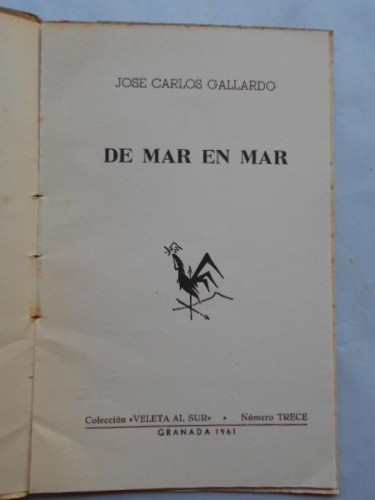 JOSE CARLOS GALLARDO
DE MAR EN MAR
Colección «VELETA AL SUR» • Número TRECE
GRANADA 1961